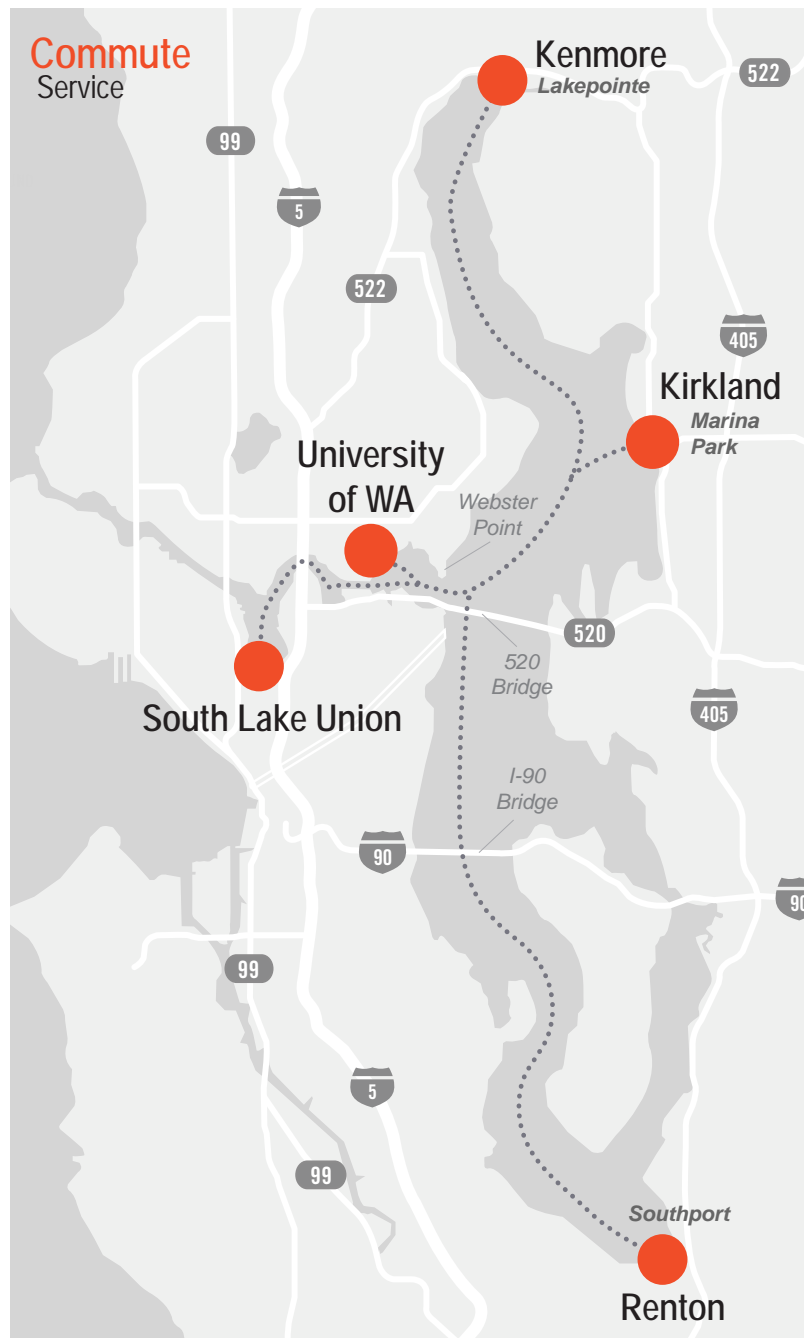 Commute
Service
Kenmore
Lakepointe
522
99
5
522
405
Kirkland
Marina
Park
University
of WA
Webster
Point
520
520
Bridge
405
South Lake Union
I-90
Bridge
90
90
99
5
99
Southport
Renton